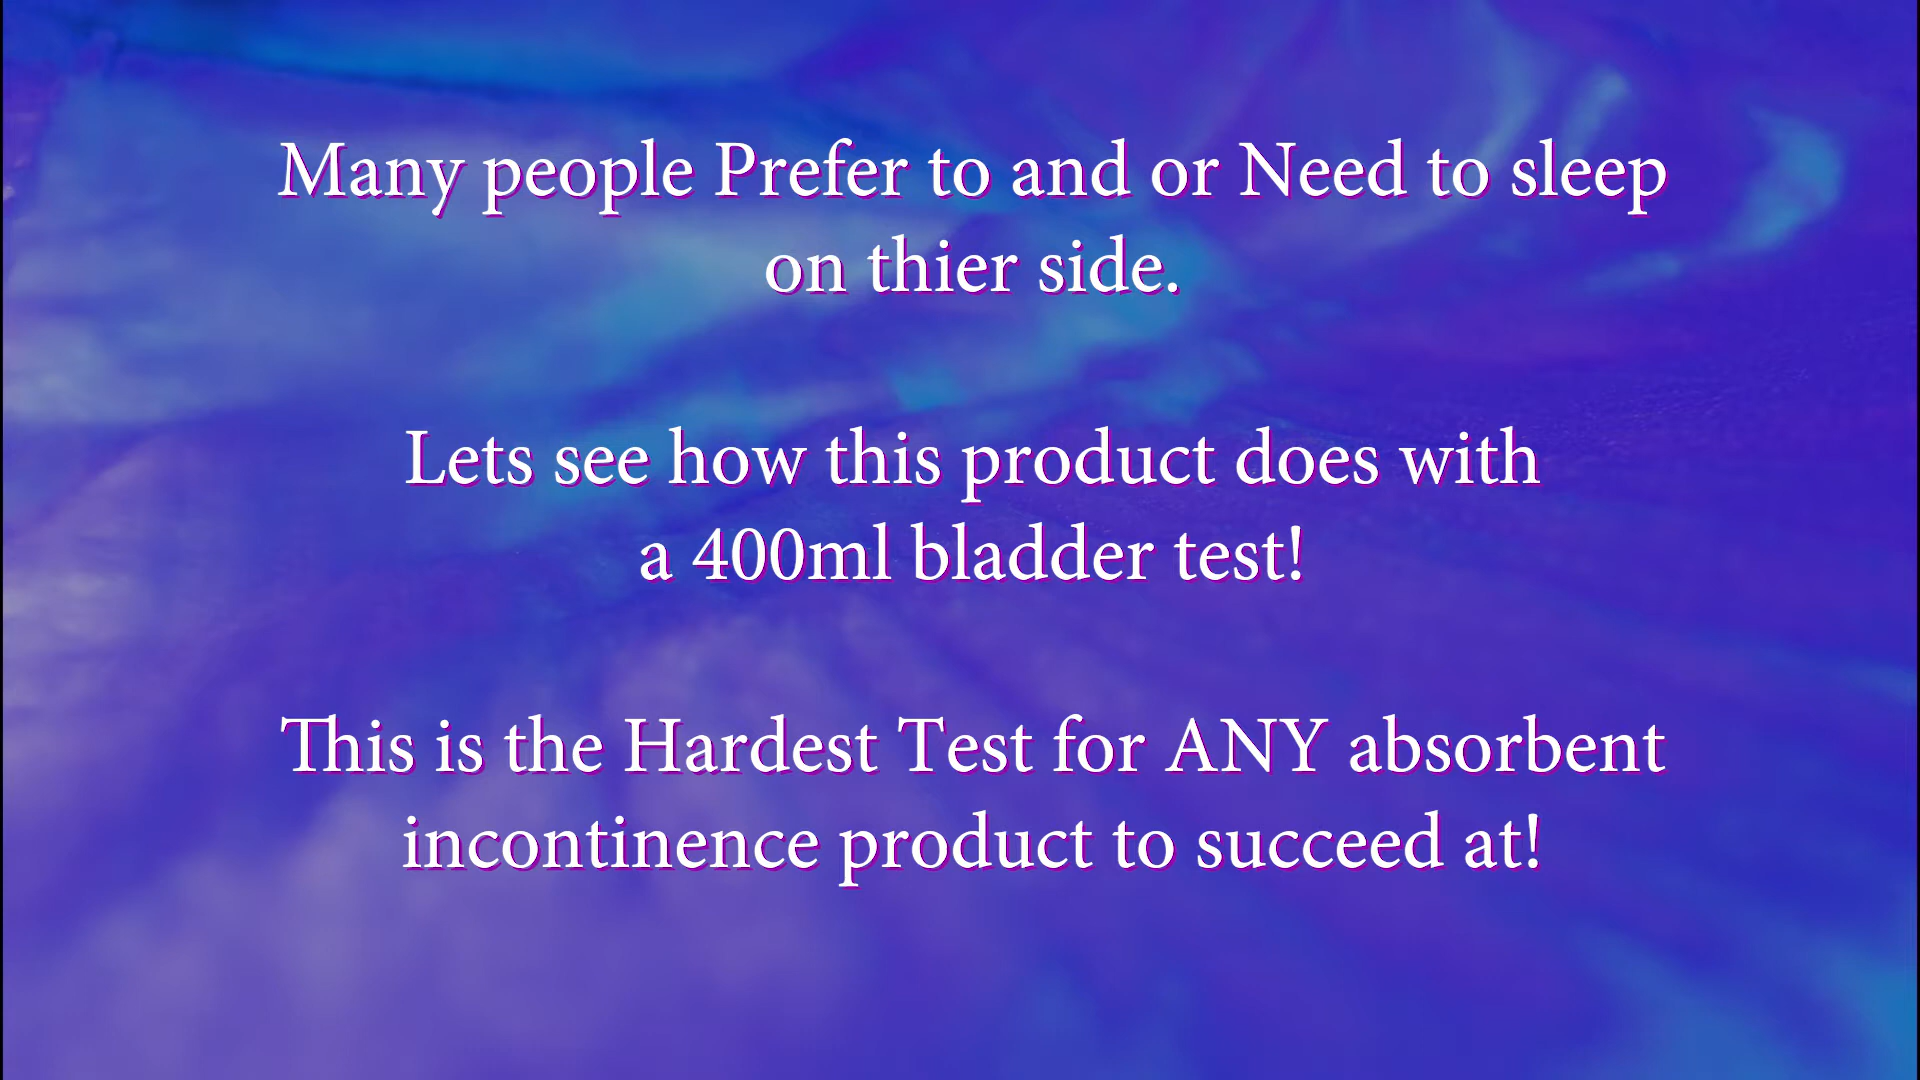 Many people Prefer to and or Need to sleep
on thier side.
Lets see how this product does with
a 400ml bladder test!
This is the Hardest Test for ANY absorbent
incontinence product to succeed at!